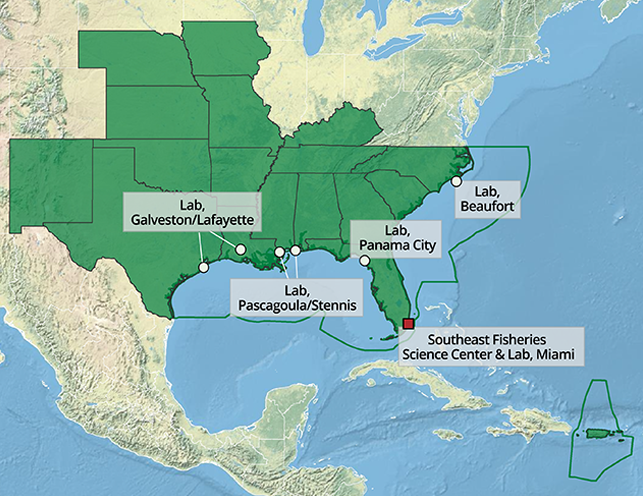 Lab,
Galveston/Lafayette
Lab,
Beaufort
Lab,
Panama City
Lab,
Pascagoula/Stennis
Southeast Fisheries
Science Center & Lab, Miami